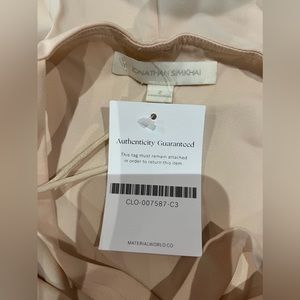 JONATHAN SIMKHAI
Authenticity Guaranteed
This tag must remain attached
in order to return this item.
CLO-007587-C3
MATERIALWORLD.CO